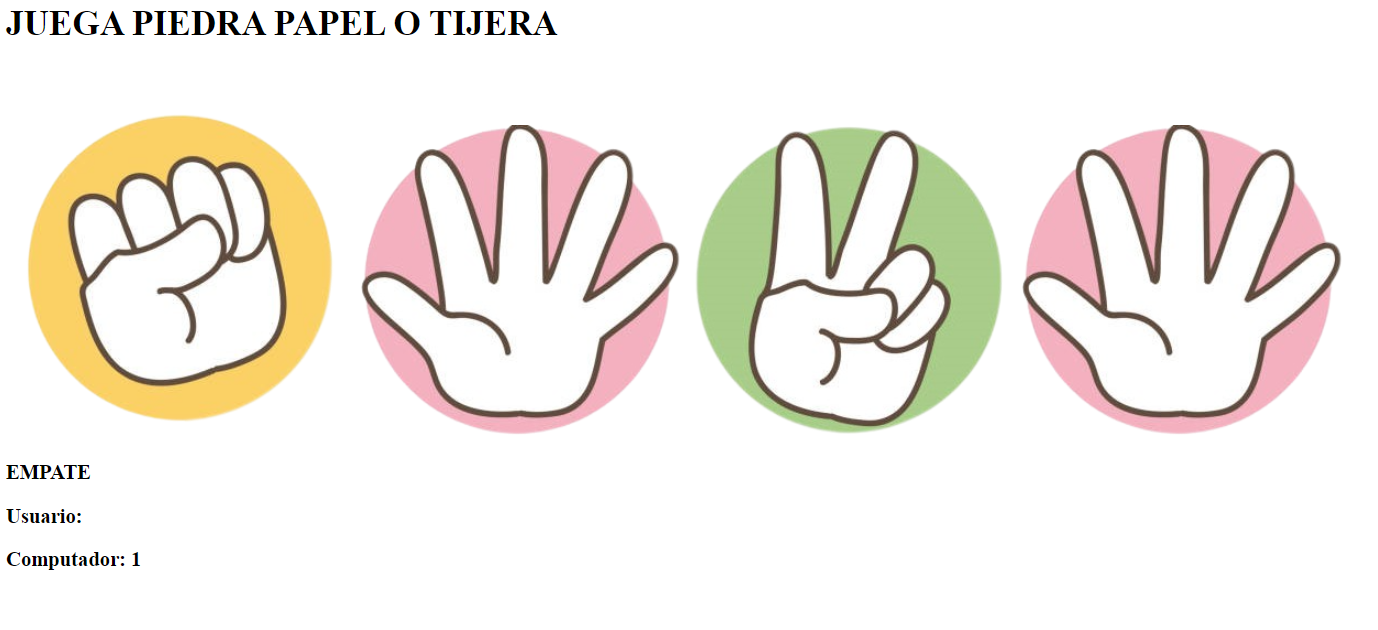 JUEGA PIEDRA PAPEL O TIJERA
EMPATE
Usuario:
Computador: 1